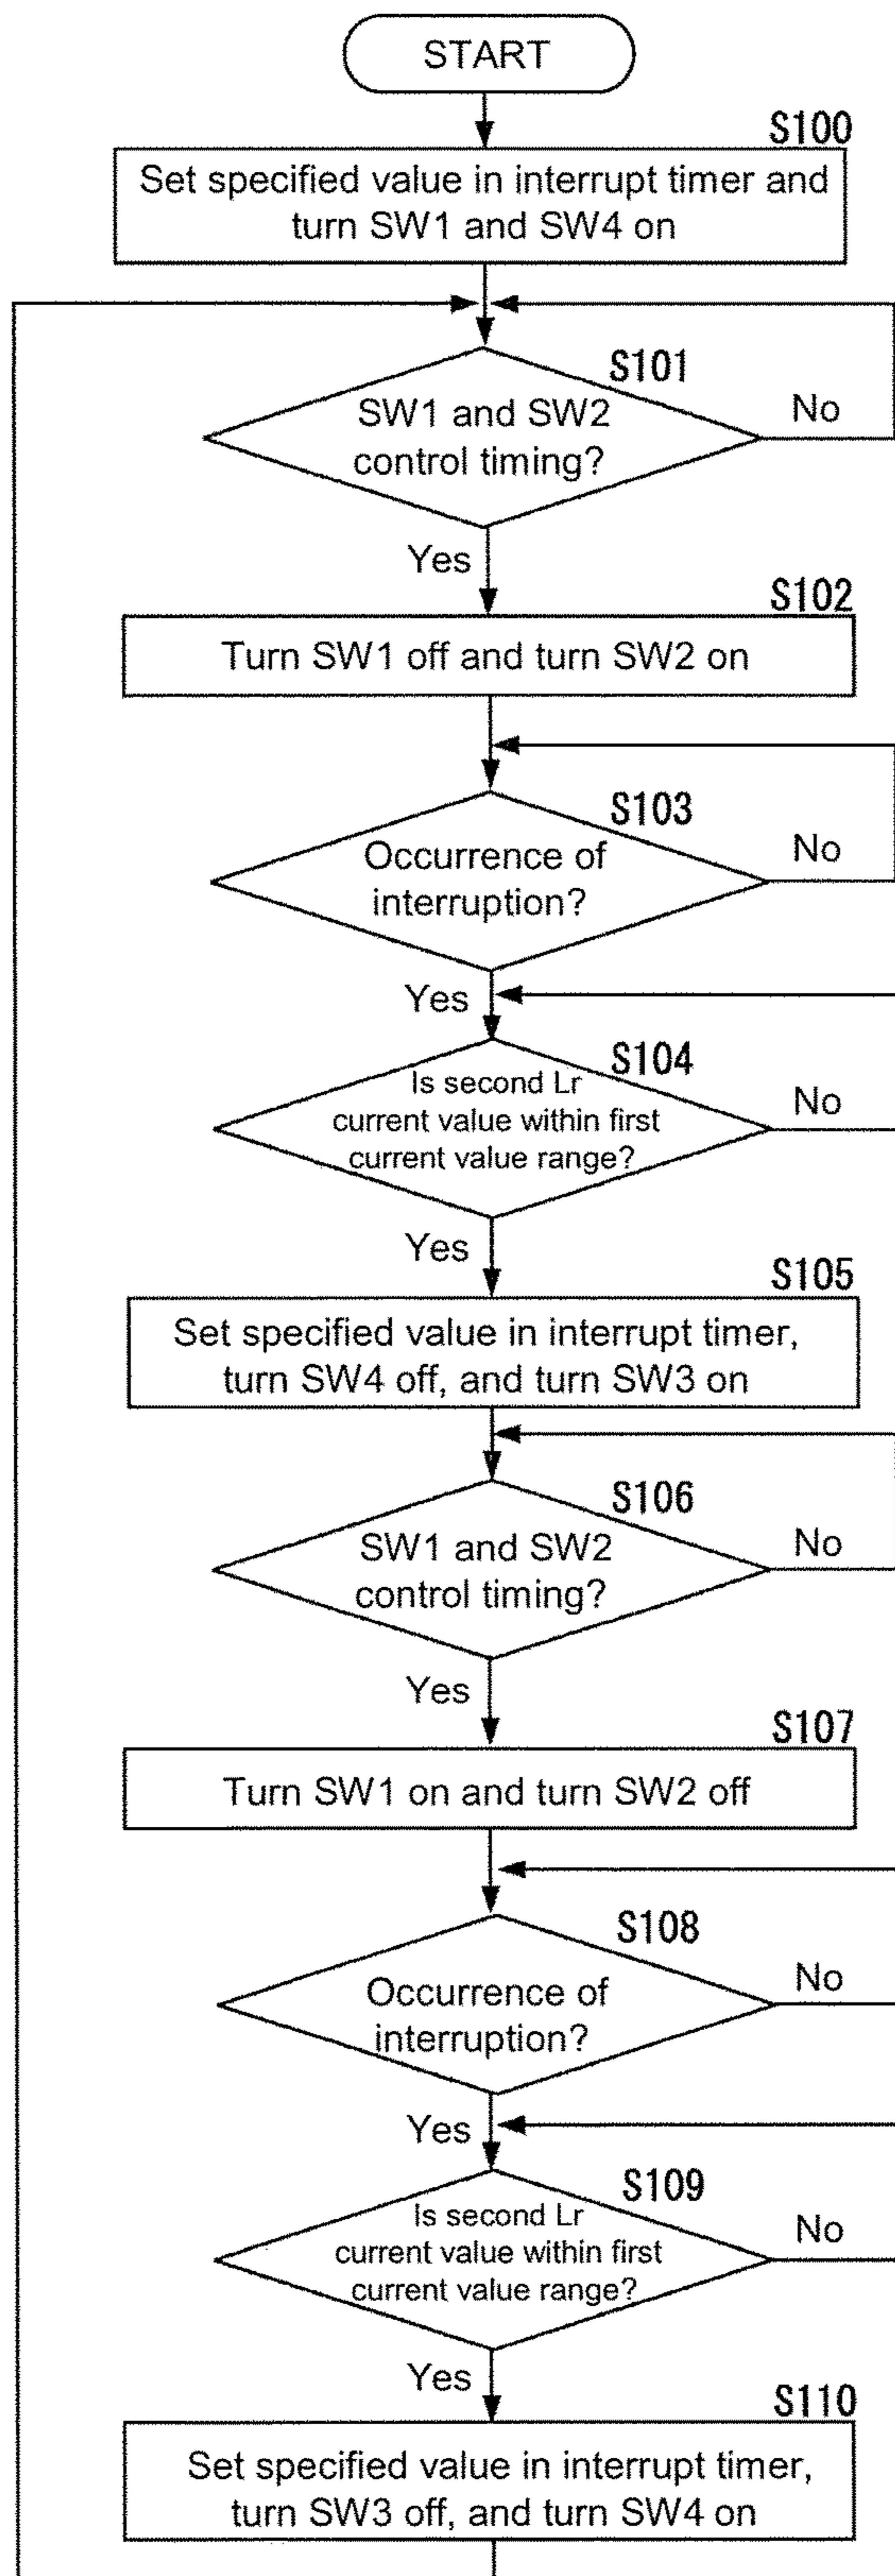 START
S100
Set specified value in interrupt timer and
turn SW1 and SW4 on
S101
SW1 and SW2
control timing?
No
Yes
S102
Turn SW1 off and turn SW2 on
S103
Occurrence of
interruption?
No
Yes
S104
Is second Lr
current value within first
current value range?
No
Yes
S105
Set specified value in interrupt timer,
turn SW4 off, and turn SW3 on
S106
SW1 and SW2
control timing?
No
Yes
S107
Turn SW1 on and turn SW2 off
S108
Occurrence of
interruption?
No
Yes
S109
Is second Lr
current value within first
current value range?
No
Yes
S110
Set specified value in interrupt timer,
turn SW3 off, and turn SW4 on